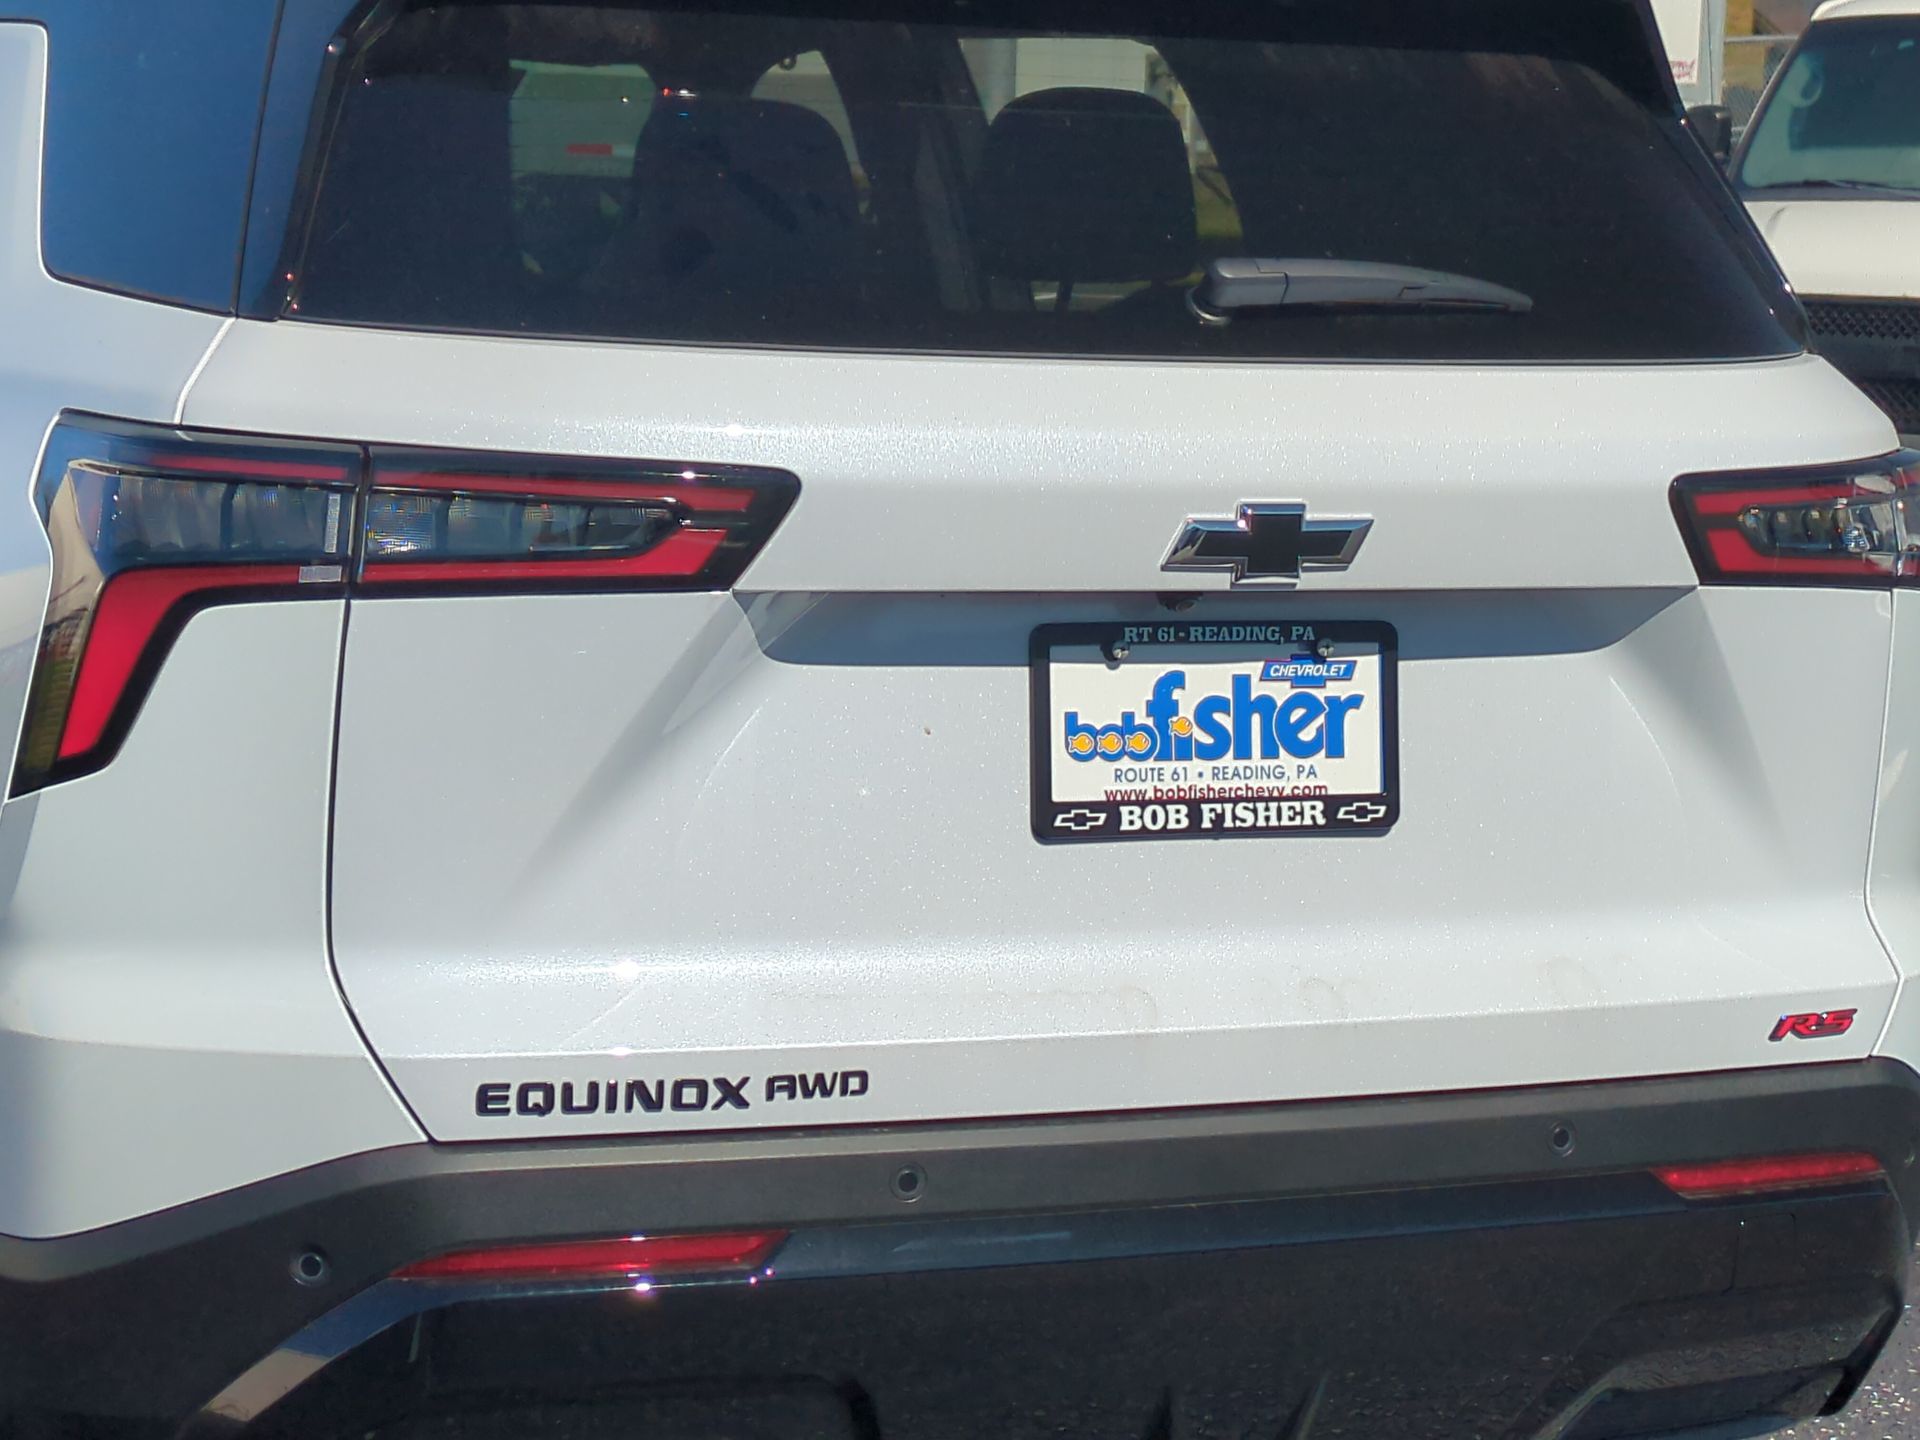 RT 61 - READING, PA
CHEVROLET
bobfisher
ROUTE 61 • READING, PA
www.bobfisherchevy.com
BOB FISHER
RS
EQUINOX AWD